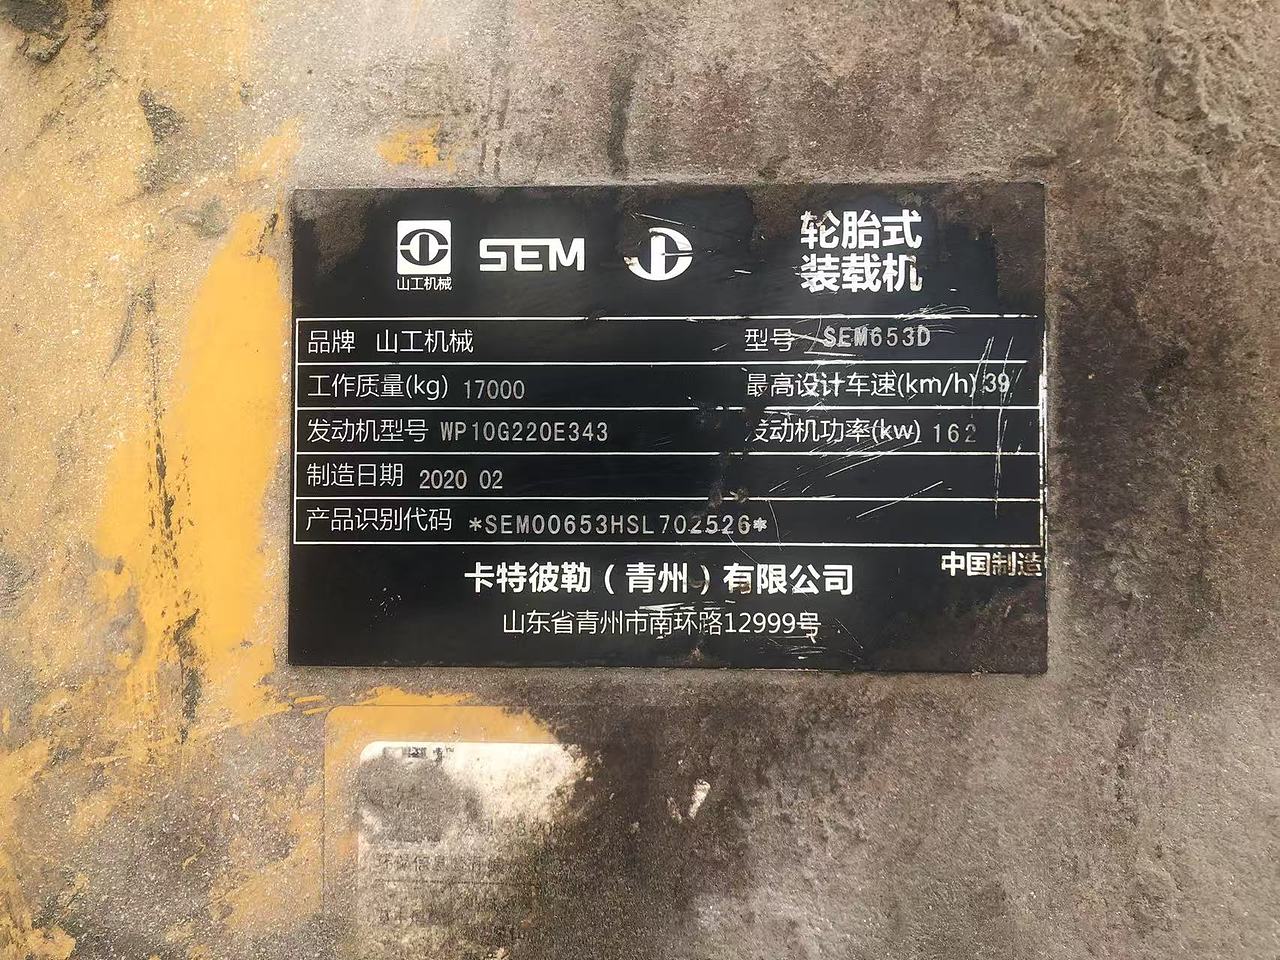 山工机械 SEM
轮胎式
装载机
品牌 山工机械 型号 SEM653D
工作质量(kg) 17000 最高设计车速(km/h) 39
发动机型号 WP10G220E343 发动机功率(kw) 162
制造日期 2020 02
产品识别代码 *SEM00653HSL702526*
中国制造
卡特彼勒（青州）有限公司
山东省青州市南环路12999号
环保信息